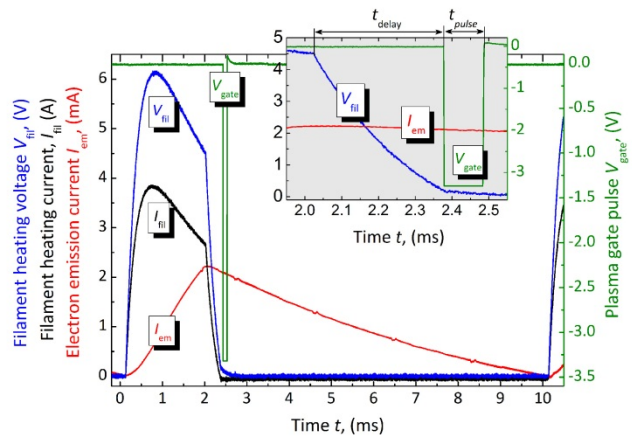 t_delay t_pulse
5
4
3
2
1
0
0
-1
-2
-3
V_fil
I_em
V_gate
2.0 2.1 2.2 2.3 2.4 2.5
Time t, (ms)
Filament heating voltage V_fil, (V)
Filament heating current, I_fil (A)
Electron emission current I_em, (mA)
6
5
4
3
2
1
0
V_fil
V_gate
I_fil
I_em
0.0
-0.5
-1.0
-1.5
-2.0
-2.5
-3.0
-3.5
Plasma gate pulse V_gate, (V)
0 1 2 3 4 5 6 7 8 9 10
Time t, (ms)